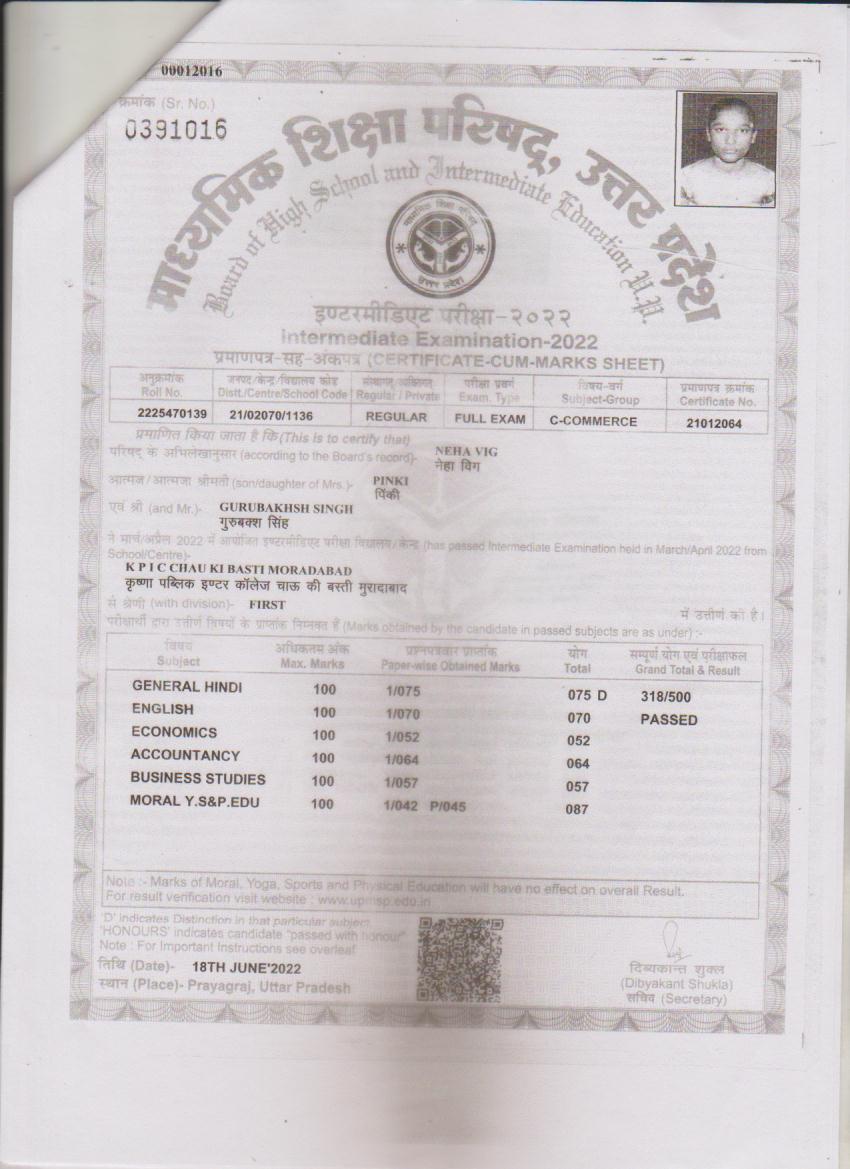 00012016
क्रमांक (Sr. No.)
0391016
माध्यमिक शिक्षा परिषद्, उत्तर प्रदेश
Board of High School and Intermediate Education U.P.
माध्यमिक शिक्षा परिषद्
उत्तर प्रदेश
इण्टरमीडिएट परीक्षा-२०२२
Intermediate Examination-2022
प्रमाणपत्र-सह-अंकपत्र (CERTIFICATE-CUM-MARKS SHEET)
अनुक्रमांक जनपद/केन्द्र/विद्यालय कोड संस्थागत/व्यक्तिगत परीक्षा प्रवर्ग विषय-वर्ग प्रमाणपत्र क्रमांक
Roll No. Distt./Centre/School Code Regular / Private Exam. Type Subject-Group Certificate No.
2225470139 21/02070/1136 REGULAR FULL EXAM C-COMMERCE 21012064
प्रमाणित किया जाता है कि (This is to certify that)
परिषद के अभिलेखानुसार (according to the Board's record)- NEHA VIG
नेहा विग
आत्मज/आत्मजा श्रीमती (son/daughter of Mrs.)- PINKI
पिंकी
एवं श्री (and Mr.)- GURUBAKHSH SINGH
गुरुबक्श सिंह
ने मार्च/अप्रैल 2022 में आयोजित इण्टरमीडिएट परीक्षा विद्यालय/केन्द्र (has passed Intermediate Examination held in March/April 2022 from
School/Centre)-
K P I C CHAU KI BASTI MORADABAD
कृष्णा पब्लिक इण्टर कॉलेज चाऊ की बस्ती मुरादाबाद
से श्रेणी (with division)- FIRST में उत्तीर्ण की है।
परीक्षार्थी द्वारा उत्तीर्ण विषयों के प्राप्तांक निम्नवत हैं (Marks obtained by the candidate in passed subjects are as under) :-
विषय अधिकतम अंक प्रश्नपत्रवार प्राप्तांक योग सम्पूर्ण योग एवं परीक्षाफल
Subject Max. Marks Paper-wise Obtained Marks Total Grand Total & Result
GENERAL HINDI 100 1/075 075 D 318/500
ENGLISH 100 1/070 070 PASSED
ECONOMICS 100 1/052 052
ACCOUNTANCY 100 1/064 064
BUSINESS STUDIES 100 1/057 057
MORAL Y.S&P.EDU 100 1/042 P/045 087
Note :- Marks of Moral, Yoga, Sports and Physical Education will have no effect on overall Result.
For result verification visit website : www.upmsp.edu.in
'D' indicates Distinction in that particular subject
'HONOURS' indicates candidate "passed with honour"
Note : For Important Instructions see overleaf
तिथि (Date)- 18TH JUNE'2022
स्थान (Place)- Prayagraj, Uttar Pradesh
दिब्यकान्त शुक्ल
(Dibyakant Shukla)
सचिव (Secretary)